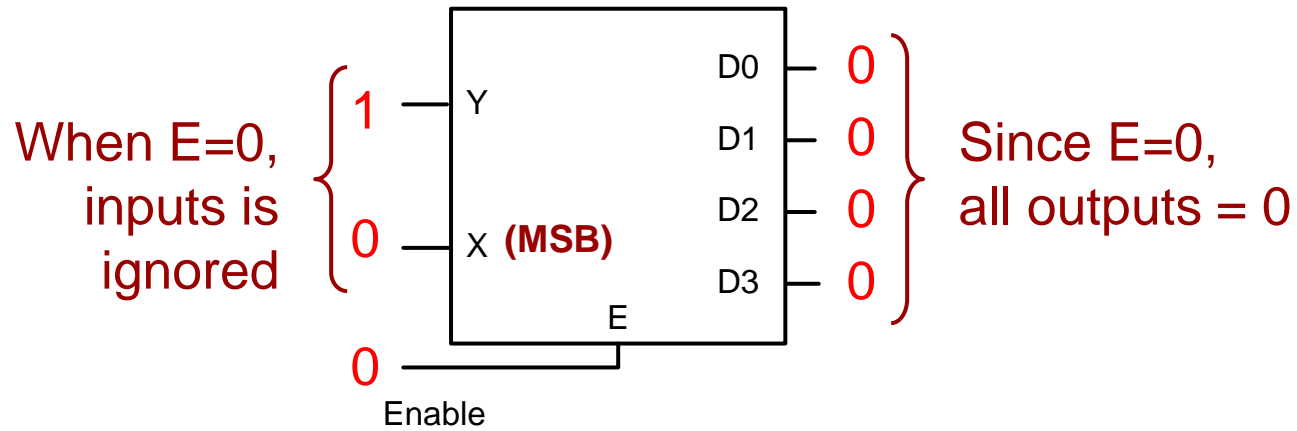 When E=0,
inputs is
ignored
1
0
0
Enable
Y
X (MSB)
E
D0
D1
D2
D3
0
0
0
0
Since E=0,
all outputs = 0